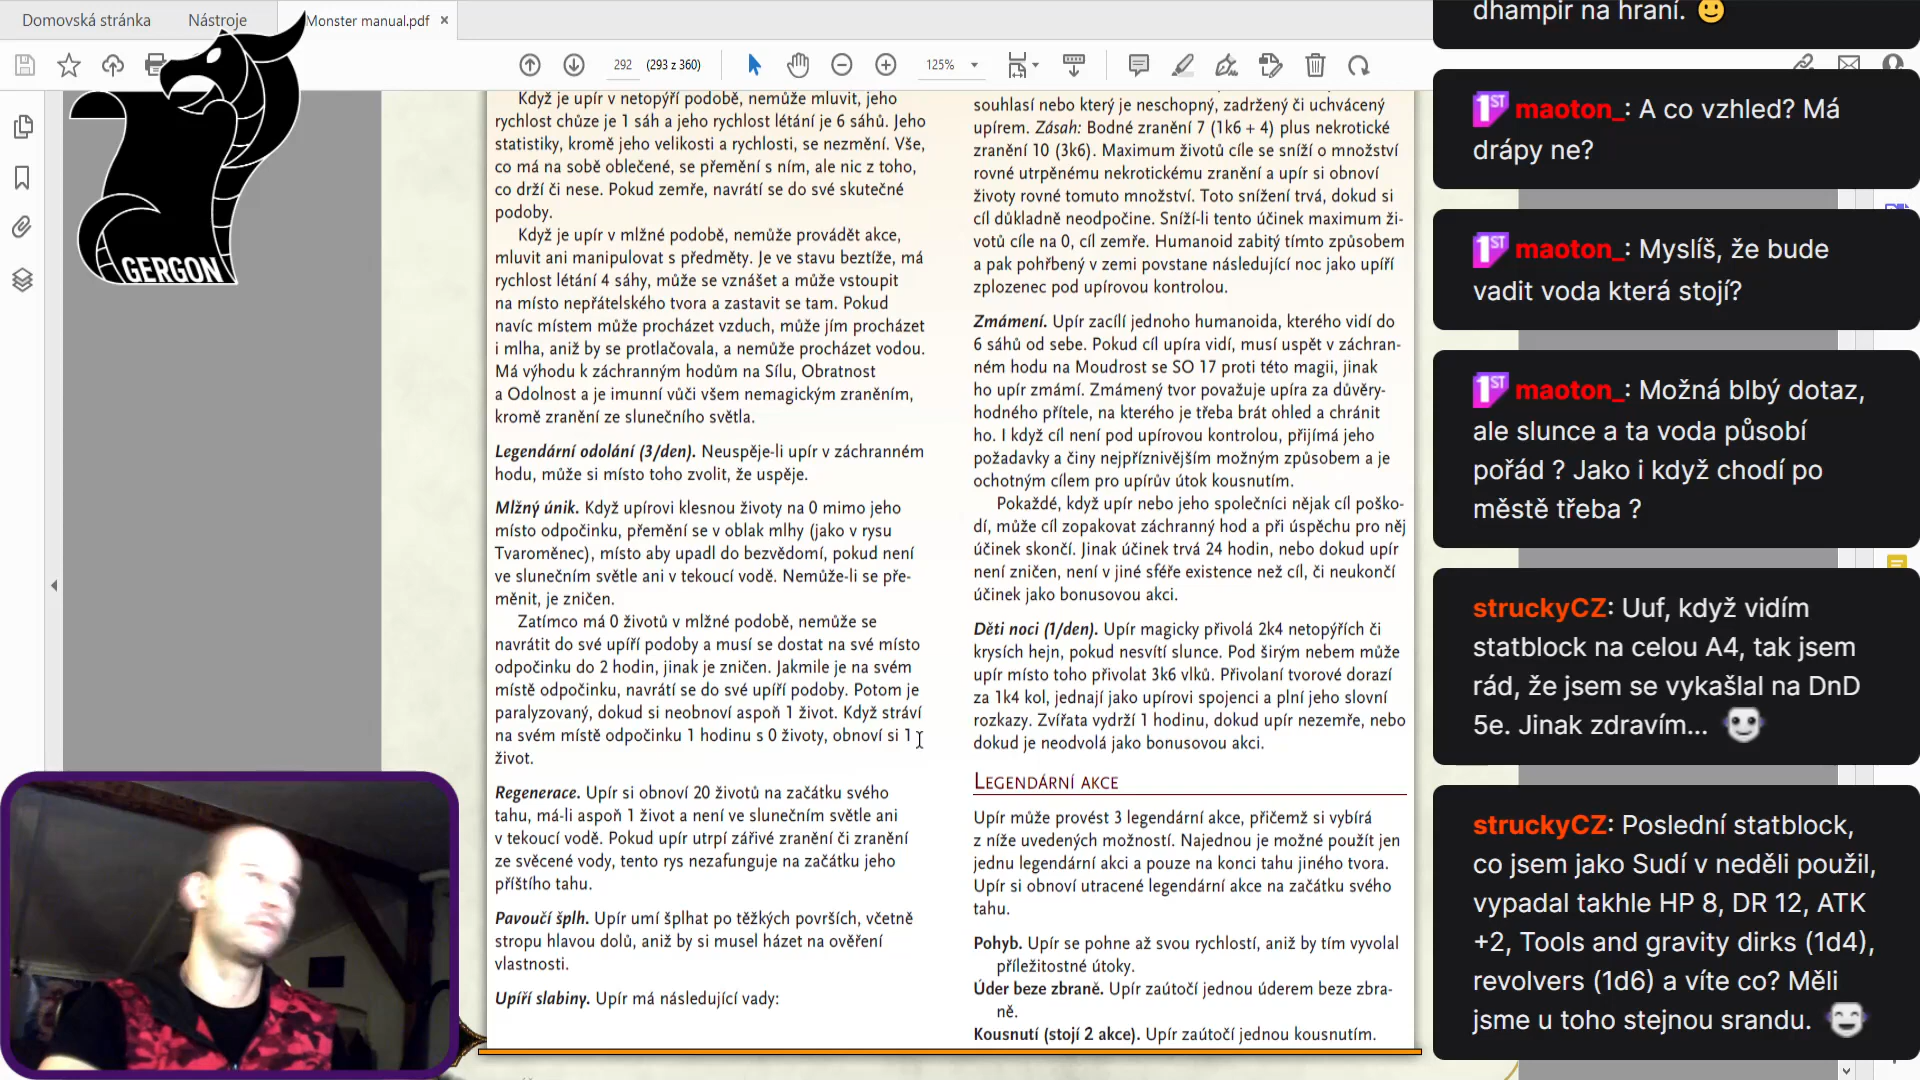 Domovská stránka
Nástroje
Monster manual.pdf
292
(293 z 360)
125%
GERGON
Když je upír v netopýří podobě, nemůže mluvit, jeho
rychlost chůze je 1 sáh a jeho rychlost létání je 6 sáhů. Jeho
statistiky, kromě jeho velikosti a rychlosti, se nezmění. Vše,
co má na sobě oblečené, se přemění s ním, ale nic z toho,
co drží či nese. Pokud zemře, navrátí se do své skutečné
podoby.
Když je upír v mlžné podobě, nemůže provádět akce,
mluvit ani manipulovat s předměty. Je ve stavu beztíže, má
rychlost létání 4 sáhy, může se vznášet a může vstoupit
na místo nepřátelského tvora a zastavit se tam. Pokud
navíc místem může procházet vzduch, může jím procházet
i mlha, aniž by se protlačovala, a nemůže procházet vodou.
Má výhodu k záchranným hodům na Sílu, Obratnost
a Odolnost a je imunní vůči všem nemagickým zraněním,
kromě zranění ze slunečního světla.
Legendární odolání (3/den). Neuspěje-li upír v záchranném
hodu, může si místo toho zvolit, že uspěje.
Mlžný únik. Když upírovi klesnou životy na 0 mimo jeho
místo odpočinku, přemění se v oblak mlhy (jako v rysu
Tvaroměnec), místo aby upadl do bezvědomí, pokud není
ve slunečním světle ani v tekoucí vodě. Nemůže-li se pře-
měnit, je zničen.
Zatímco má 0 životů v mlžné podobě, nemůže se
navrátit do své upíří podoby a musí se dostat na své místo
odpočinku do 2 hodin, jinak je zničen. Jakmile je na svém
místě odpočinku, navrátí se do své upíří podoby. Potom je
paralyzovaný, dokud si neobnoví aspoň 1 život. Když stráví
na svém místě odpočinku 1 hodinu s 0 životy, obnoví si 1
život.
Regenerace. Upír si obnoví 20 životů na začátku svého
tahu, má-li aspoň 1 život a není ve slunečním světle ani
v tekoucí vodě. Pokud upír utrpí zářivé zranění či zranění
ze svěcené vody, tento rys nezafunguje na začátku jeho
příštího tahu.
Pavoučí šplh. Upír umí šplhat po těžkých površích, včetně
stropu hlavou dolů, aniž by si musel házet na ověření
vlastnosti.
Upíří slabiny. Upír má následující vady:
souhlasí nebo který je neschopný, zadržený či uchvácený
upírem. Zásah: Bodné zranění 7 (1k6 + 4) plus nekrotické
zranění 10 (3k6). Maximum životů cíle se sníží o množství
rovné utrpěnému nekrotickému zranění a upír si obnoví
životy rovné tomuto množství. Toto snížení trvá, dokud si
cíl důkladně neodpočine. Sníží-li tento účinek maximum ži-
votů cíle na 0, cíl zemře. Humanoid zabitý tímto způsobem
a pak pohřbený v zemi povstane následující noc jako upíří
zplozenec pod upírovou kontrolou.
Zmámení. Upír zacílí jednoho humanoida, kterého vidí do
6 sáhů od sebe. Pokud cíl upíra vidí, musí uspět v záchran-
ném hodu na Moudrost se SO 17 proti této magii, jinak
ho upír zmámí. Zmámený tvor považuje upíra za důvěry-
hodného přítele, na kterého je třeba brát ohled a chránit
ho. I když cíl není pod upírovou kontrolou, přijímá jeho
požadavky a činy nejpříznivějším možným způsobem a je
ochotným cílem pro upírův útok kousnutím.
Pokaždé, když upír nebo jeho společníci nějak cíl poško-
dí, může cíl zopakovat záchranný hod a při úspěchu pro něj
účinek skončí. Jinak účinek trvá 24 hodin, nebo dokud upír
není zničen, není v jiné sféře existence než cíl, či neukončí
účinek jako bonusovou akci.
Děti noci (1/den). Upír magicky přivolá 2k4 netopýřích či
krysích hejn, pokud nesvítí slunce. Pod širým nebem může
upír místo toho přivolat 3k6 vlků. Přivolaní tvorové dorazí
za 1k4 kol, jednají jako upírovi spojenci a plní jeho slovní
rozkazy. Zvířata vydrží 1 hodinu, dokud upír nezemře, nebo
dokud je neodvolá jako bonusovou akci.
LEGENDÁRNÍ AKCE
Upír může provést 3 legendární akce, přičemž si vybírá
z níže uvedených možností. Najednou je možné použít jen
jednu legendární akci a pouze na konci tahu jiného tvora.
Upír si obnoví utracené legendární akce na začátku svého
tahu.
Pohyb. Upír se pohne až svou rychlostí, aniž by tím vyvolal
příležitostné útoky.
Úder beze zbraně. Upír zaútočí jednou úderem beze zbra-
ně.
Kousnutí (stojí 2 akce). Upír zaútočí jednou kousnutím.
dhampir na hraní.
1ST maoton_: A co vzhled? Má
drápy ne?
1ST maoton_: Myslíš, že bude
vadit voda která stojí?
1ST maoton_: Možná blbý dotaz,
ale slunce a ta voda působí
pořád ? Jako i když chodí po
městě třeba ?
struckyCZ: Uuf, když vidím
statblock na celou A4, tak jsem
rád, že jsem se vykašlal na DnD
5e. Jinak zdravím...
struckyCZ: Poslední statblock,
co jsem jako Sudí v neděli použil,
vypadal takhle HP 8, DR 12, ATK
+2, Tools and gravity dirks (1d4),
revolvers (1d6) a víte co? Měli
jsme u toho stejnou srandu.